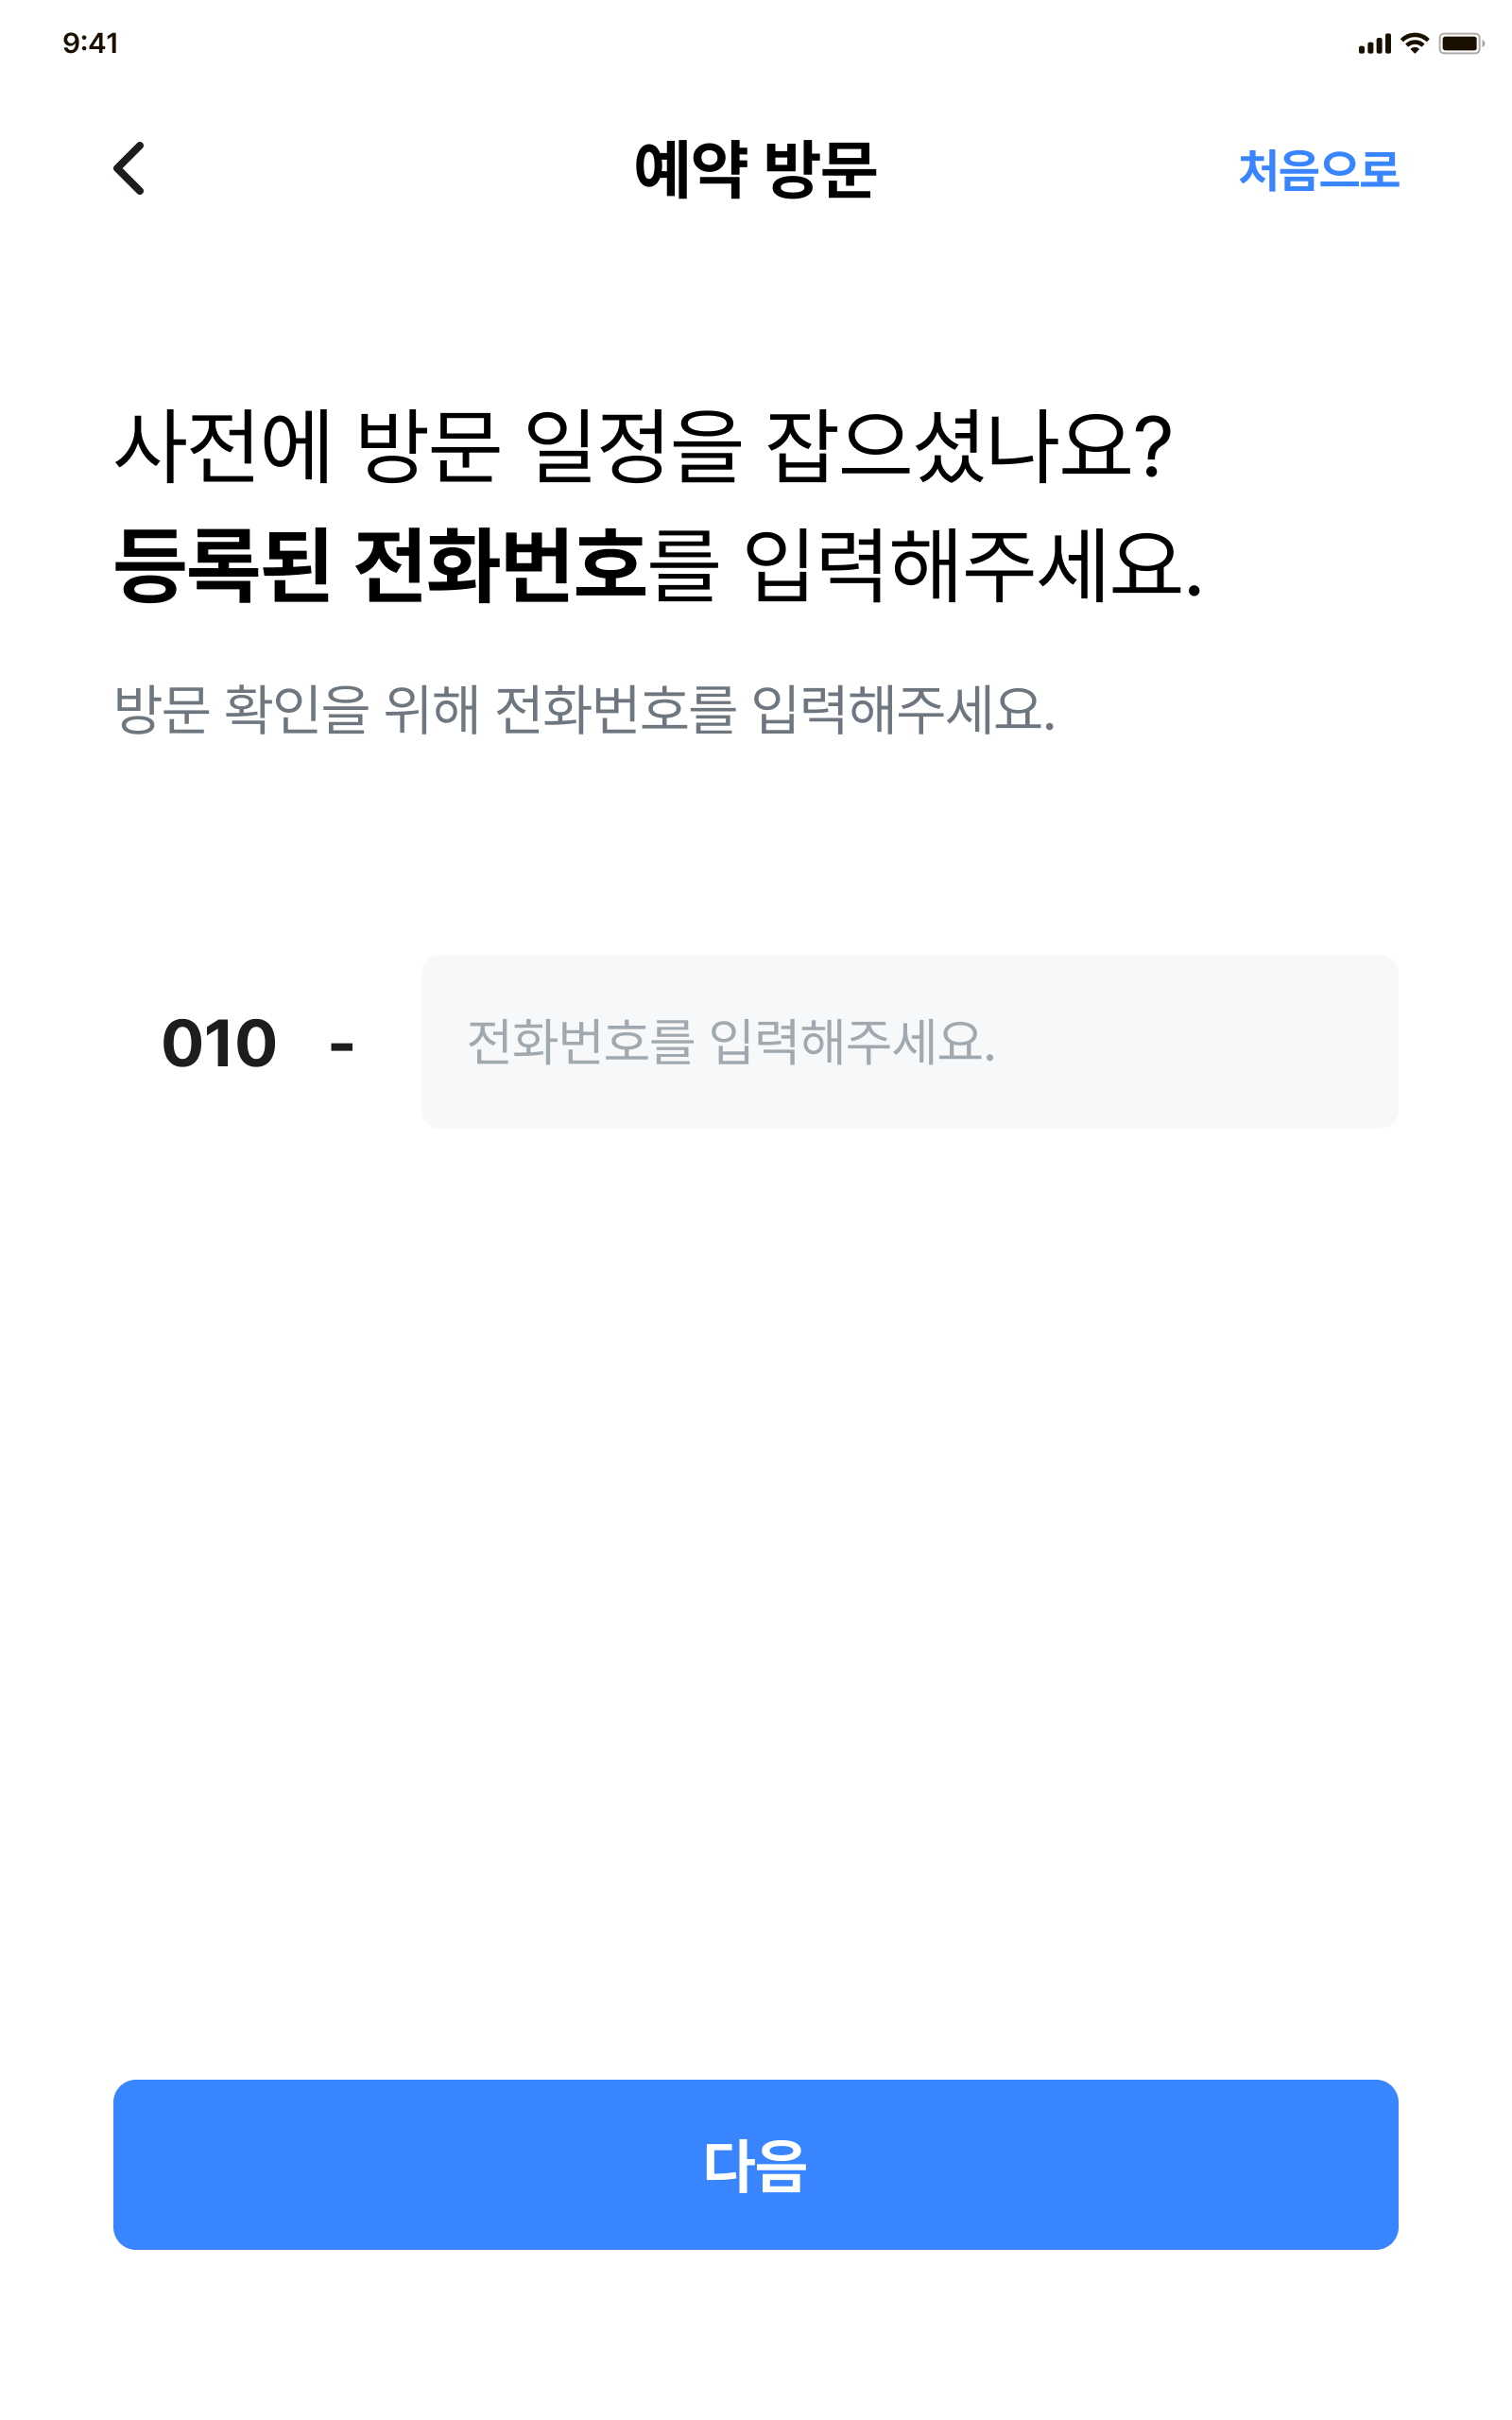 9:41
예약 방문
처음으로
사전에 방문 일정을 잡으셨나요?
등록된 전화번호를 입력해주세요.
방문 확인을 위해 전화번호를 입력해주세요.
010 - 전화번호를 입력해주세요.
다음